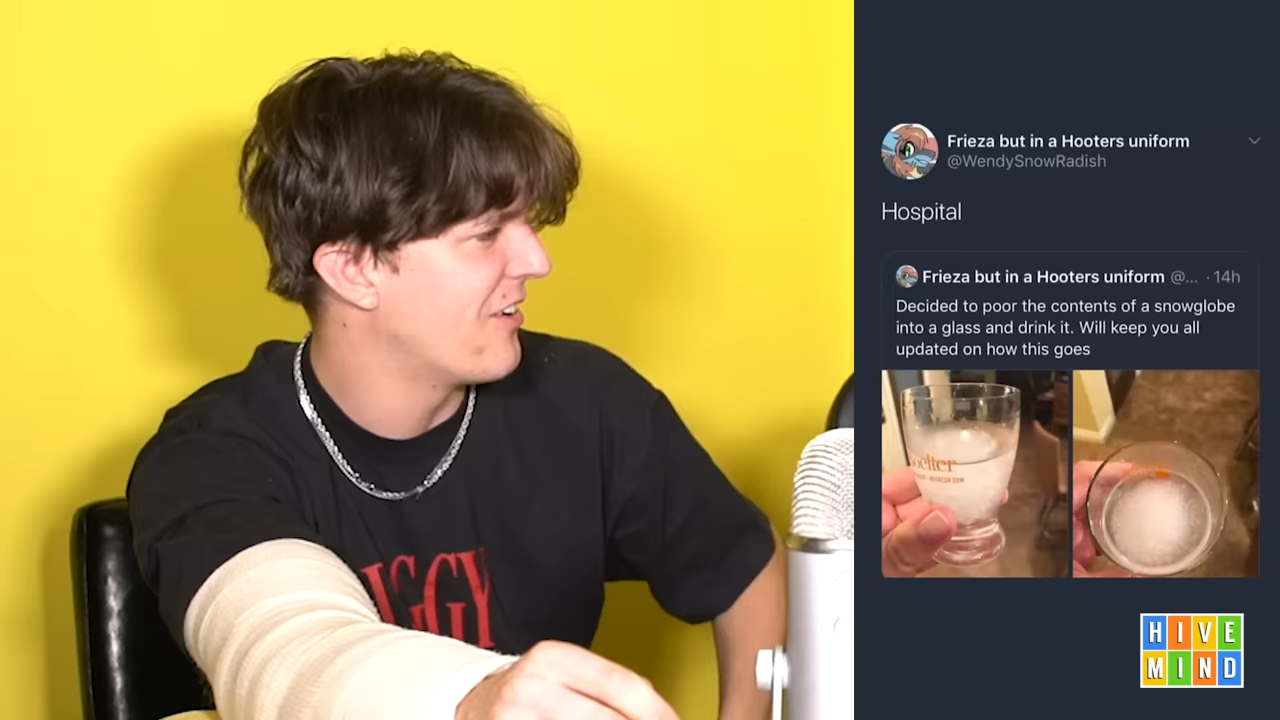 IGGY
Frieza but in a Hooters uniform
@WendySnowRadish
Hospital
Frieza but in a Hooters uniform @... · 14h
Decided to poor the contents of a snowglobe
into a glass and drink it. Will keep you all
updated on how this goes
HIVE
MIND